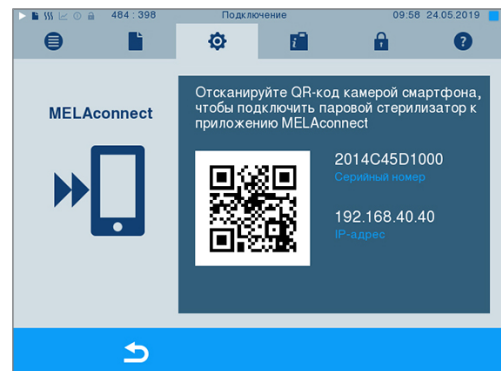 484 : 398 Подключение 09:58 24.05.2019
MELAconnect
Отсканируйте QR-код камерой смартфона,
чтобы подключить паровой стерилизатор к
приложению MELAconnect
2014C45D1000
Серийный номер
192.168.40.40
IP-адрес